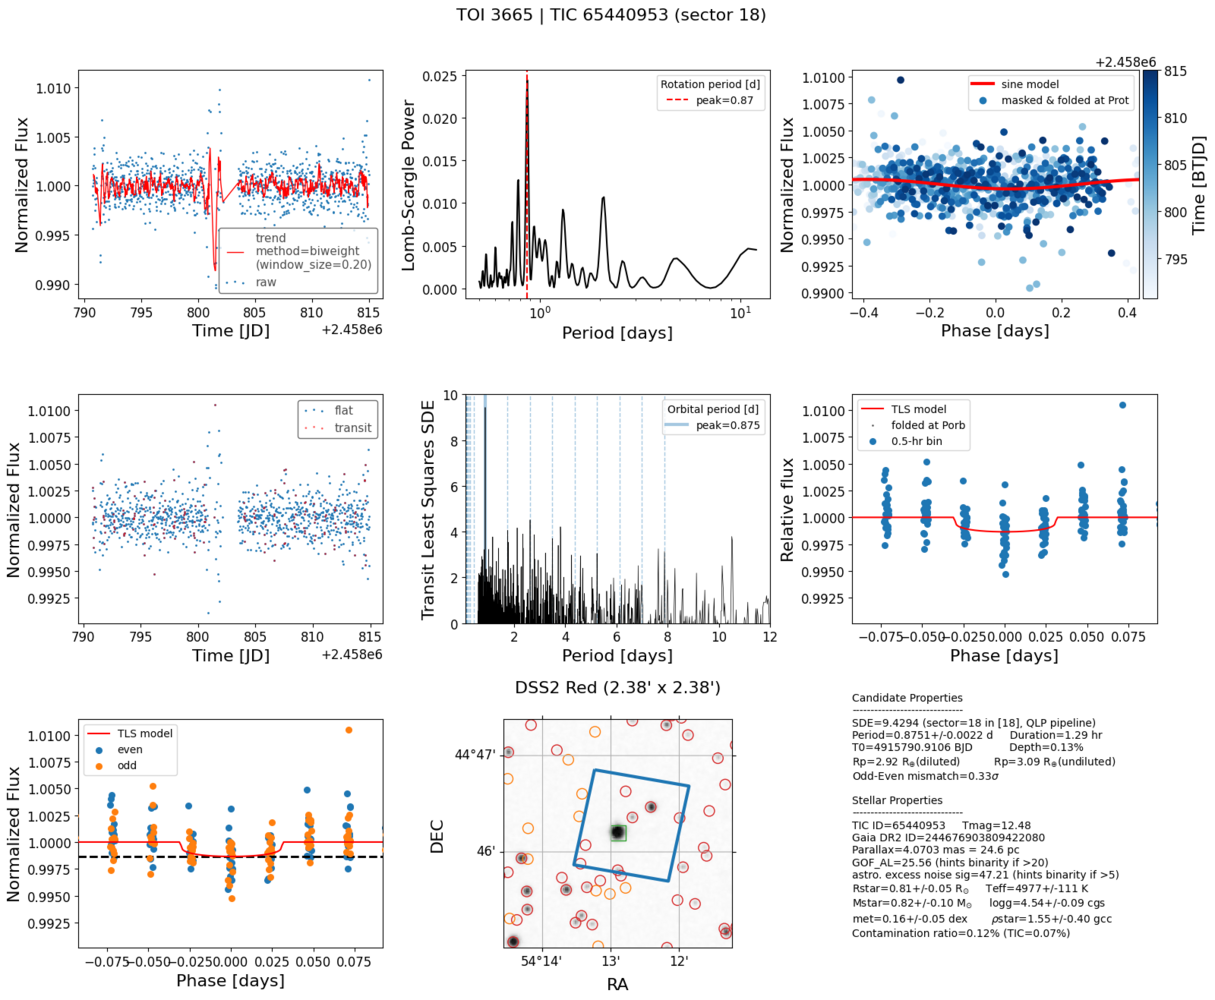 TOI 3665 | TIC 65440953 (sector 18)
Normalized Flux
1.010
1.005
1.000
0.995
0.990
trend
method=biweight
(window_size=0.20)
raw
790 795 800 805 810 815
Time [JD]
+2.458e6
Lomb-Scargle Power
0.025
0.020
0.015
0.010
0.005
0.000
Rotation period [d]
peak=0.87
10⁰ 10¹
Period [days]
Normalized Flux
1.0100
1.0075
1.0050
1.0025
1.0000
0.9975
0.9950
0.9925
0.9900
sine model
masked & folded at Prot
−0.4 −0.2 0.0 0.2 0.4
Phase [days]
+2.458e6
815
810
805
800
795
Time [BTJD]
Normalized Flux
1.0100
1.0075
1.0050
1.0025
1.0000
0.9975
0.9950
0.9925
flat
transit
790 795 800 805 810 815
Time [JD]
+2.458e6
Transit Least Squares SDE
10
8
6
4
2
0
Orbital period [d]
peak=0.875
2 4 6 8 10 12
Period [days]
Relative flux
1.0100
1.0075
1.0050
1.0025
1.0000
0.9975
0.9950
0.9925
TLS model
folded at Porb
0.5-hr bin
−0.075 −0.050 −0.025 0.000 0.025 0.050 0.075
Phase [days]
Normalized Flux
1.0100
1.0075
1.0050
1.0025
1.0000
0.9975
0.9950
0.9925
TLS model
even
odd
−0.075 −0.050 −0.025 0.000 0.025 0.050 0.075
Phase [days]
DSS2 Red (2.38' x 2.38')
DEC
44°47'
46'
54°14' 13' 12'
RA
Candidate Properties
------------------------------
SDE=9.4294 (sector=18 in [18], QLP pipeline)
Period=0.8751+/-0.0022 d Duration=1.29 hr
T0=4915790.9106 BJD Depth=0.13%
Rp=2.92 R⊕(diluted) Rp=3.09 R⊕(undiluted)
Odd-Even mismatch=0.33σ
Stellar Properties
------------------------------
TIC ID=65440953 Tmag=12.48
Gaia DR2 ID=244676903809422080
Parallax=4.0703 mas = 24.6 pc
GOF_AL=25.56 (hints binarity if >20)
astro. excess noise sig=47.21 (hints binarity if >5)
Rstar=0.81+/-0.05 R☉ Teff=4977+/-111 K
Mstar=0.82+/-0.10 M☉ logg=4.54+/-0.09 cgs
met=0.16+/-0.05 dex ρstar=1.55+/-0.40 gcc
Contamination ratio=0.12% (TIC=0.07%)